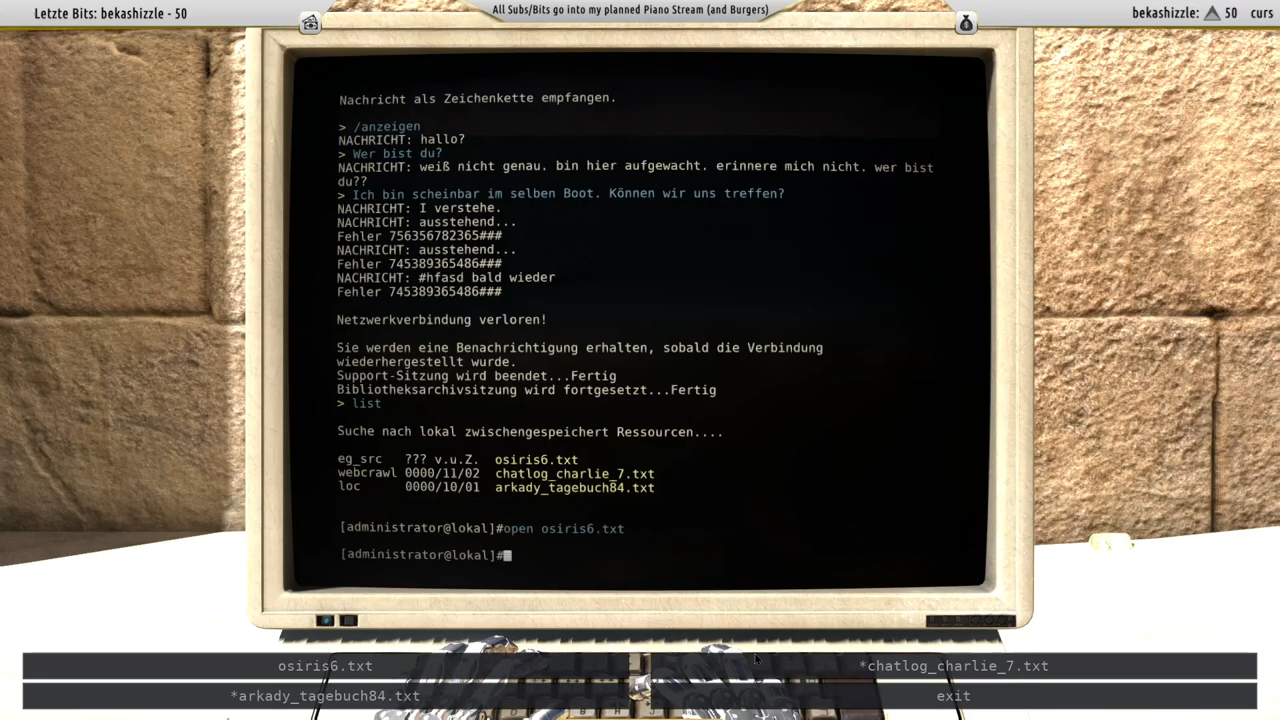 Letzte Bits: bekashizzle - 50
All Subs/Bits go into my planned Piano Stream (and Burgers)
bekashizzle: 50 curs
Nachricht als Zeichenkette empfangen.
> /anzeigen
NACHRICHT: hallo?
> Wer bist du?
NACHRICHT: weiß nicht genau. bin hier aufgewacht. erinnere mich nicht. wer bist
du??
> Ich bin scheinbar im selben Boot. Können wir uns treffen?
NACHRICHT: I verstehe.
NACHRICHT: ausstehend...
Fehler 756356782365###
NACHRICHT: ausstehend...
Fehler 745389365486###
NACHRICHT: #hfasd bald wieder
Fehler 745389365486###
Netzwerkverbindung verloren!
Sie werden eine Benachrichtigung erhalten, sobald die Verbindung
wiederhergestellt wurde.
Support-Sitzung wird beendet...Fertig
Bibliotheksarchivsitzung wird fortgesetzt...Fertig
> list
Suche nach lokal zwischengespeichert Ressourcen....
eg_src ??? v.u.Z. osiris6.txt
webcrawl 0000/11/02 chatlog_charlie_7.txt
loc 0000/10/01 arkady_tagebuch84.txt
[administrator@lokal]#open osiris6.txt
[administrator@lokal]#
osiris6.txt
*chatlog_charlie_7.txt
*arkady_tagebuch84.txt
exit